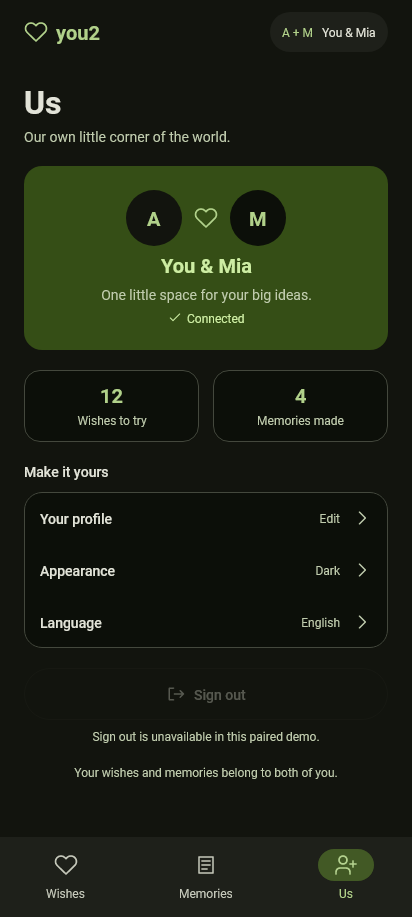 you2
A + M You & Mia
Us
Our own little corner of the world.
A M
You & Mia
One little space for your big ideas.
Connected
12 4
Wishes to try Memories made
Make it yours
Your profile Edit
Appearance Dark
Language English
Sign out
Sign out is unavailable in this paired demo.
Your wishes and memories belong to both of you.
Wishes Memories Us